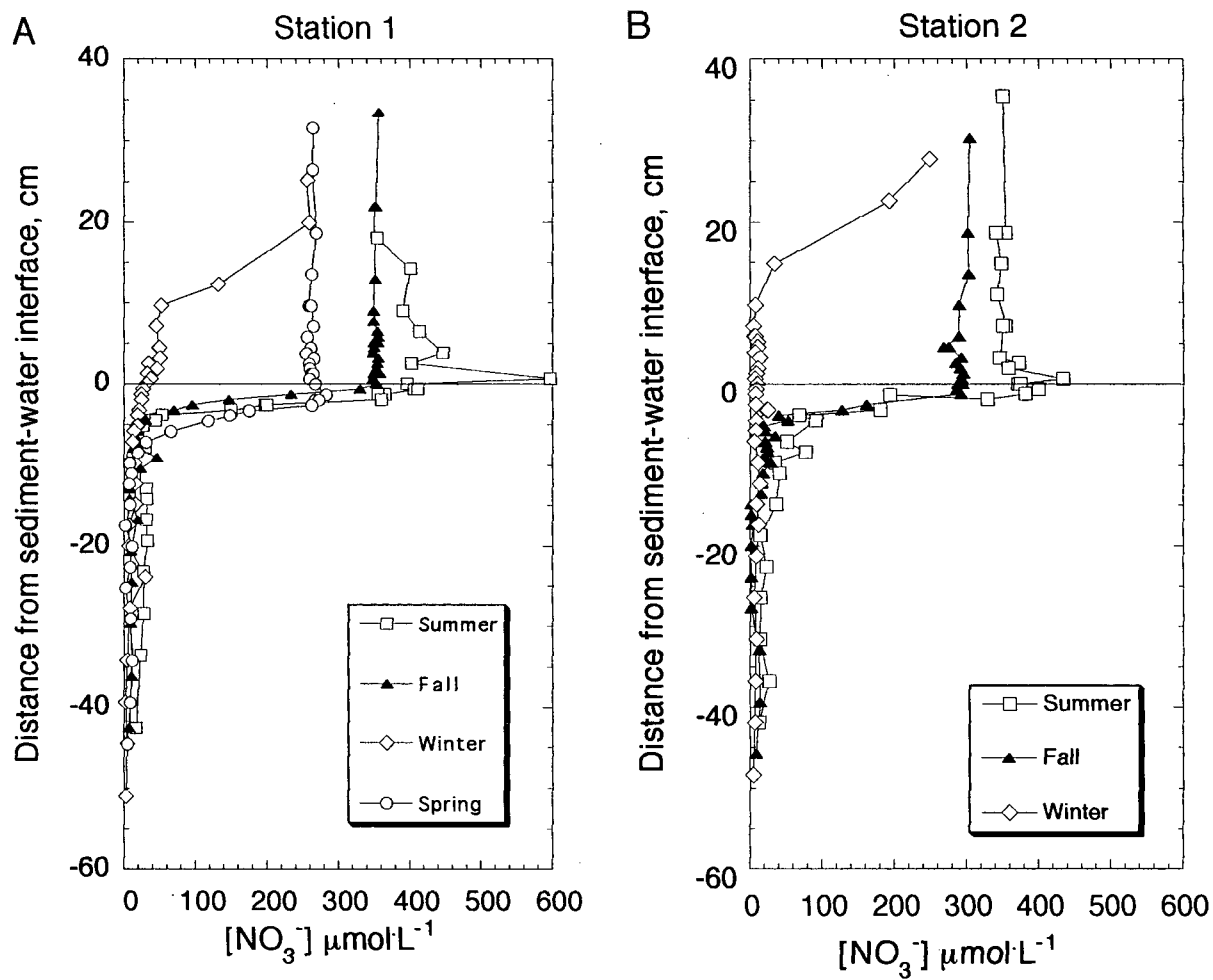 A
Station 1
Distance from sediment-water interface, cm
40
20
0
-20
-40
-60
Summer
Fall
Winter
Spring
0 100 200 300 400 500 600
[NO₃⁻] μmol·L⁻¹
B
Station 2
Distance from sediment-water interface, cm
40
20
0
-20
-40
-60
Summer
Fall
Winter
0 100 200 300 400 500 600
[NO₃⁻] μmol·L⁻¹